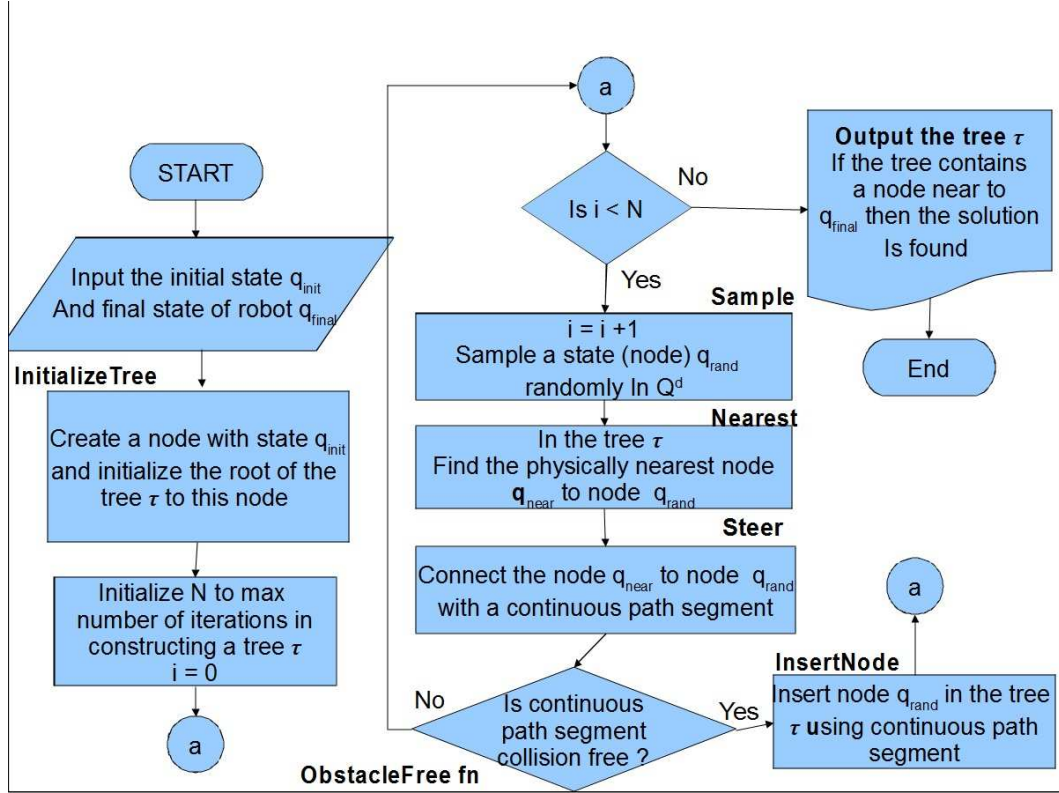 START
Input the initial state q_init
And final state of robot q_final
InitializeTree
Create a node with state q_init
and initialize the root of the
tree τ to this node
Initialize N to max
number of iterations in
constructing a tree τ
i = 0
a
a
Is i < N
No
Yes
Output the tree τ
If the tree contains
a node near to
q_final then the solution
Is found
End
Sample
i = i +1
Sample a state (node) q_rand
randomly In Q^d
Nearest
In the tree τ
Find the physically nearest node
q_near to node q_rand
Steer
Connect the node q_near to node q_rand
with a continuous path segment
No
Is continuous
path segment
collision free ?
Yes
ObstacleFree fn
InsertNode
Insert node q_rand in the tree
τ using continuous path
segment
a